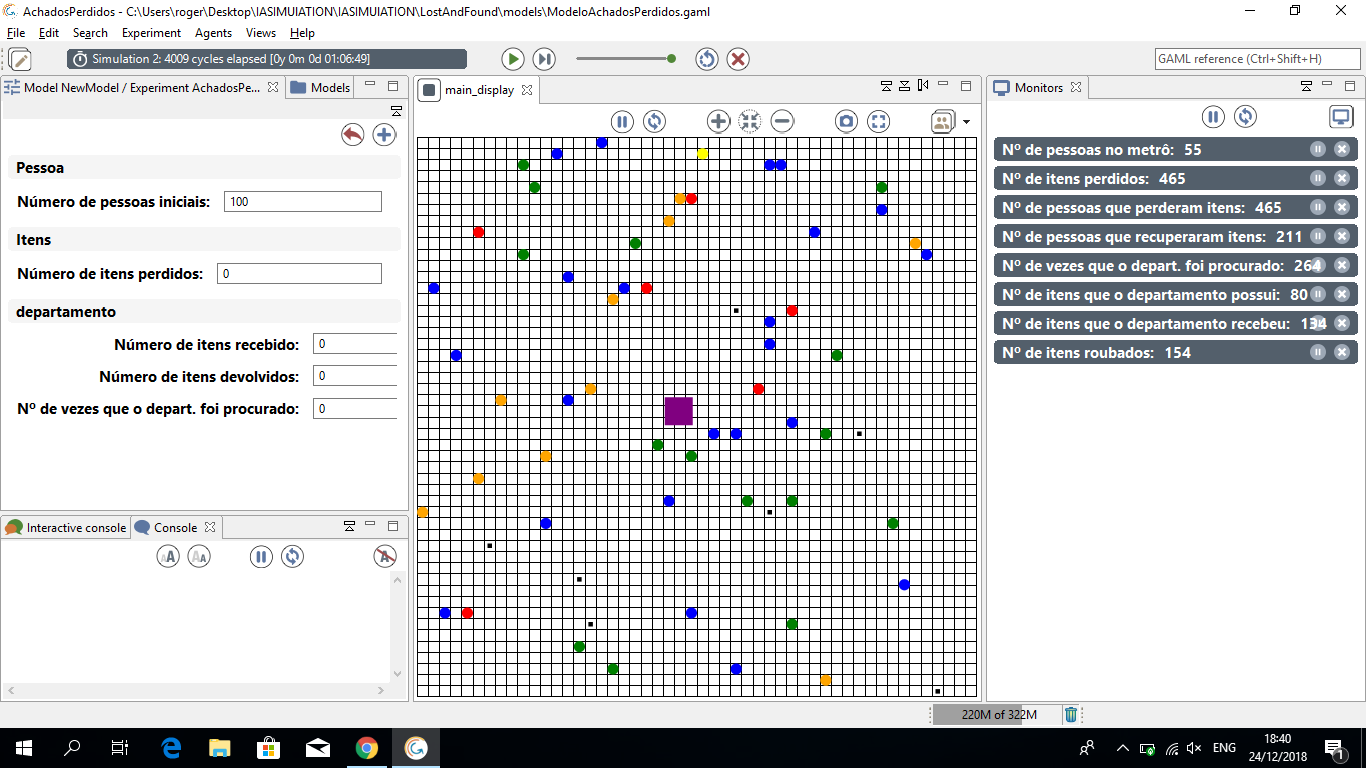 AchadosPerdidos - C:\Users\roger\Desktop\IASIMUlATION\IASIMUlATION\LostAndFound\models\ModeloAchadosPerdidos.gaml
File Edit Search Experiment Agents Views Help
Simulation 2: 4009 cycles elapsed [0y 0m 0d 01:06:49]
GAML reference (Ctrl+Shift+H)
Model NewModel / Experiment AchadosPe...
Models
Pessoa
Número de pessoas iniciais: 100
Itens
Número de itens perdidos: 0
departamento
Número de itens recebido: 0
Número de itens devolvidos: 0
Nº de vezes que o depart. foi procurado: 0
Interactive console
Console
main_display
Monitors
Nº de pessoas no metrô: 55
Nº de itens perdidos: 465
Nº de pessoas que perderam itens: 465
Nº de pessoas que recuperaram itens: 211
Nº de vezes que o depart. foi procurado: 264
Nº de itens que o departamento possui: 80
Nº de itens que o departamento recebeu: 134
Nº de itens roubados: 154
220M of 322M
ENG
18:40
24/12/2018
1